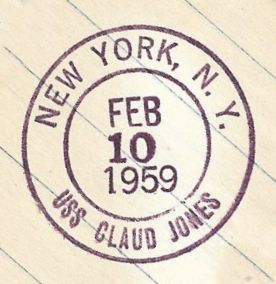 NEW YORK, N. Y.
FEB
10
1959
USS CLAUD JONES